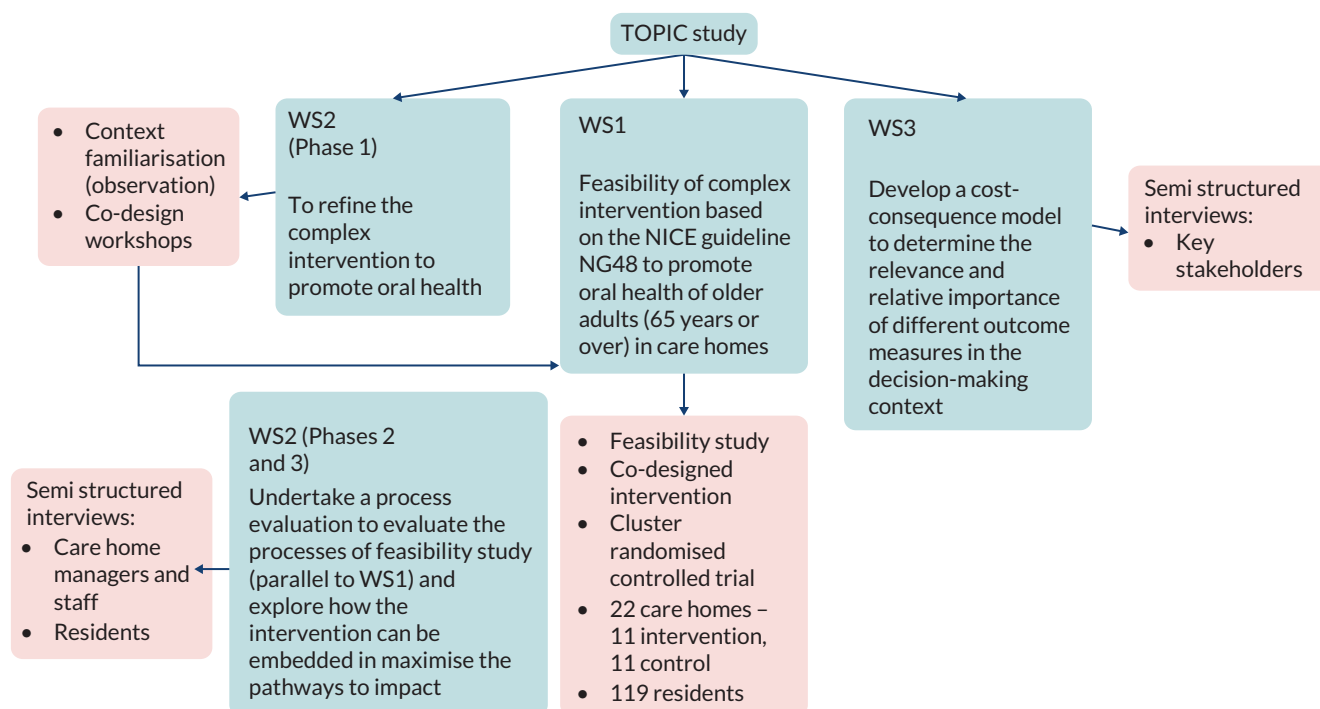 TOPIC study
• Context
familiarisation
(observation)
• Co-design
workshops
WS2
(Phase 1)
To refine the
complex
intervention to
promote oral health
WS1
Feasibility of complex
intervention based
on the NICE guideline
NG48 to promote
oral health of older
adults (65 years or
over) in care homes
WS3
Develop a cost-
consequence model
to determine the
relevance and
relative importance
of different outcome
measures in the
decision-making
context
Semi structured
interviews:
• Key
stakeholders
Semi structured
interviews:
• Care home
managers and
staff
• Residents
WS2 (Phases 2
and 3)
Undertake a process
evaluation to evaluate the
processes of feasibility study
(parallel to WS1) and
explore how the
intervention can be
embedded in maximise the
pathways to impact
• Feasibility study
• Co-designed
intervention
• Cluster
randomised
controlled trial
• 22 care homes –
11 intervention,
11 control
• 119 residents